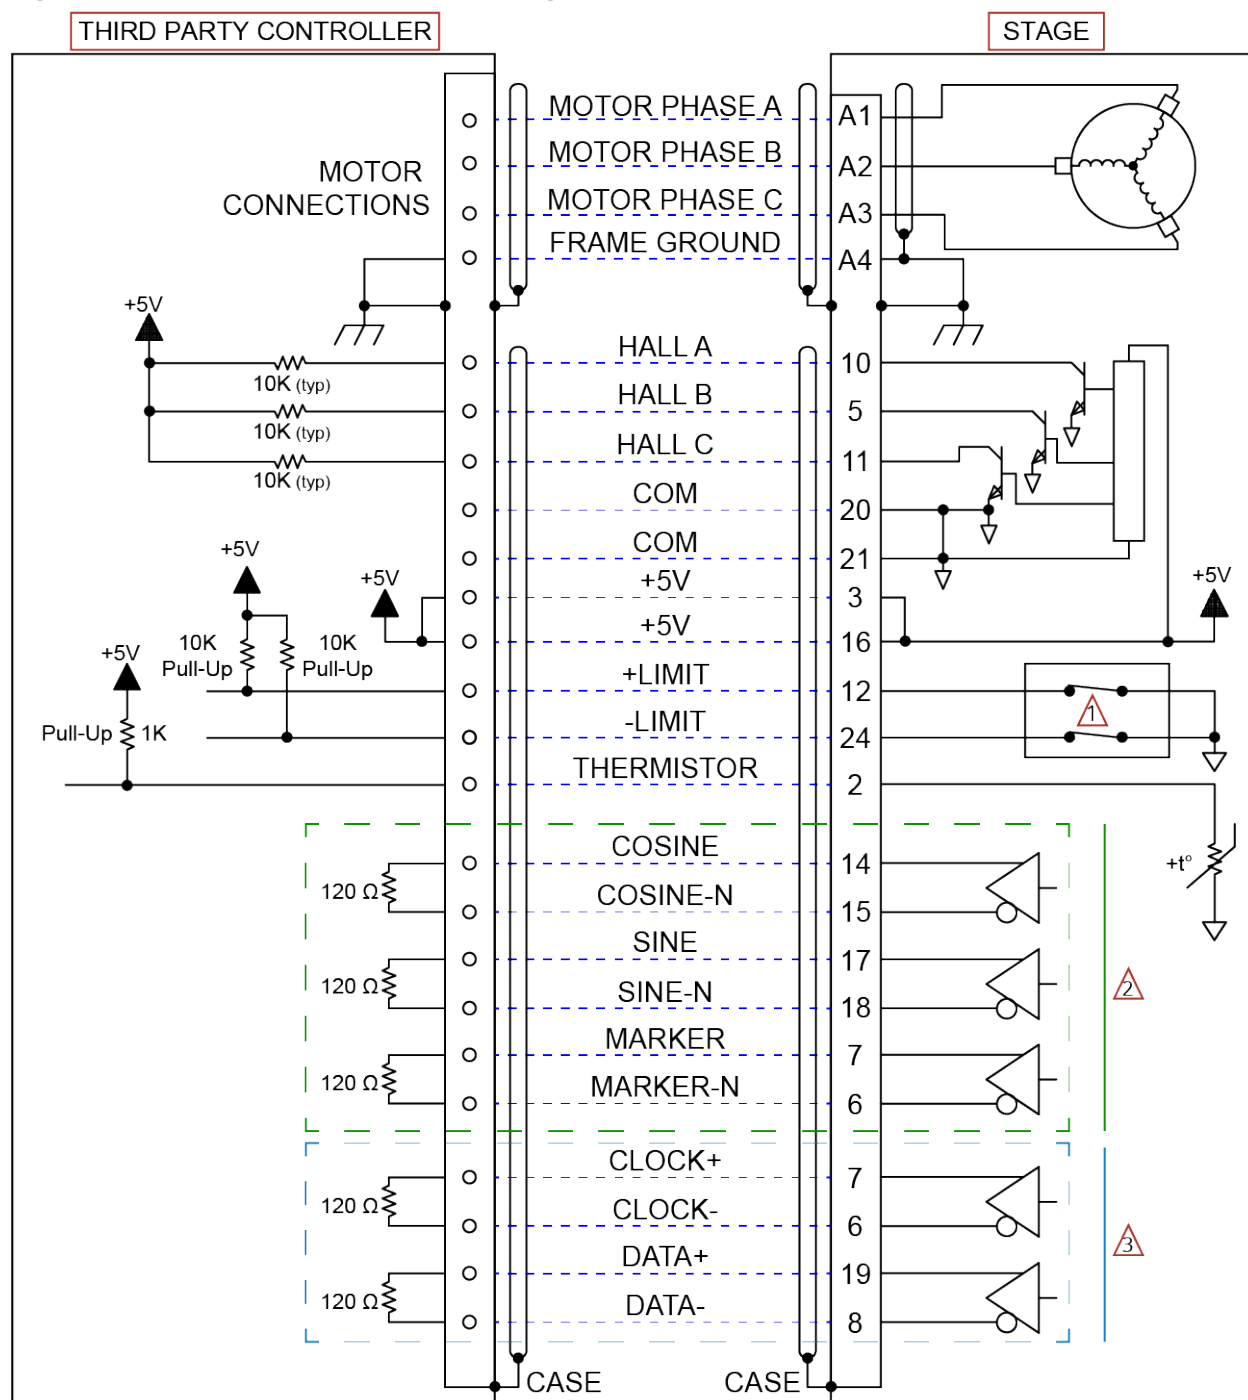 THIRD PARTY CONTROLLER
STAGE
MOTOR CONNECTIONS
MOTOR PHASE A
A1
MOTOR PHASE B
A2
MOTOR PHASE C
A3
FRAME GROUND
A4
+5V
10K (typ)
HALL A
10
10K (typ)
HALL B
5
10K (typ)
HALL C
11
COM
20
COM
21
+5V
+5V
+5V
3
+5V
+5V
16
+5V
10K
Pull-Up
10K
Pull-Up
+LIMIT
12
1
Pull-Up
1K
-LIMIT
24
THERMISTOR
2
+t°
120 Ω
COSINE
14
COSINE-N
15
120 Ω
SINE
17
SINE-N
18
2
120 Ω
MARKER
7
MARKER-N
6
120 Ω
CLOCK+
7
CLOCK-
6
3
120 Ω
DATA+
19
DATA-
8
CASE
CASE